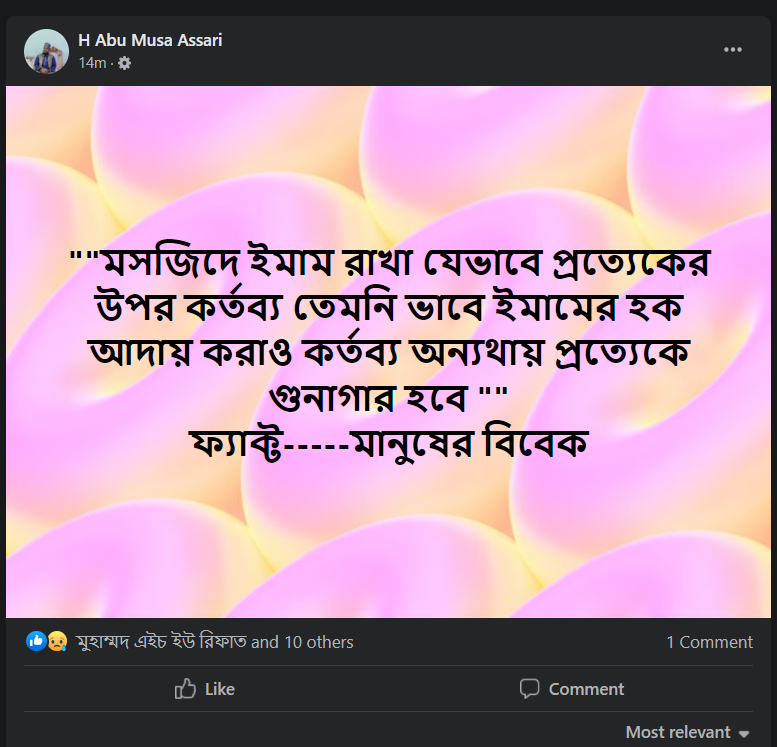 H Abu Musa Assari
14m ·
""মসজিদে ইমাম রাখা যেভাবে প্রত্যেকের
উপর কর্তব্য তেমনি ভাবে ইমামের হক
আদায় করাও কর্তব্য অন্যথায় প্রত্যেকে
গুনাগার হবে ""
ফ্যাক্ট-----মানুষের বিবেক
মুহাম্মদ এইচ ইউ রিফাত and 10 others
1 Comment
Like
Comment
Most relevant